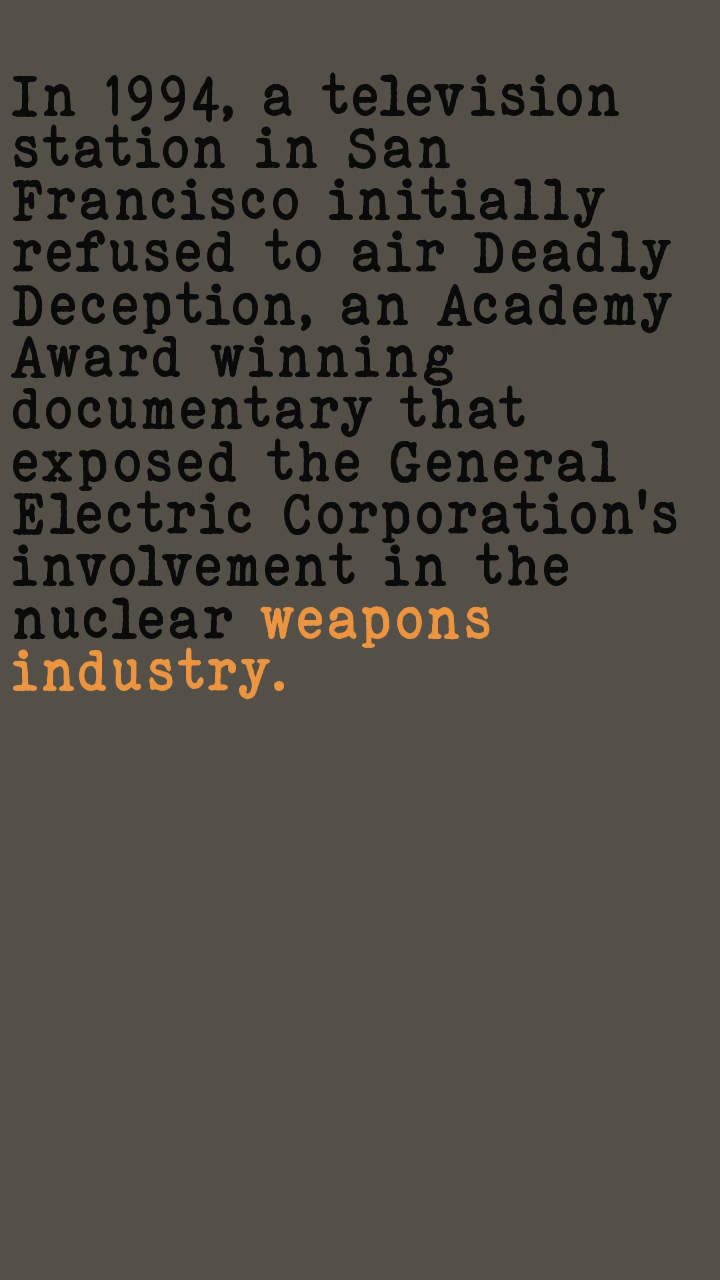 In 1994, a television
station in San
Francisco initially
refused to air Deadly
Deception, an Academy
Award winning
documentary that
exposed the General
Electric Corporation's
involvement in the
nuclear weapons
industry.